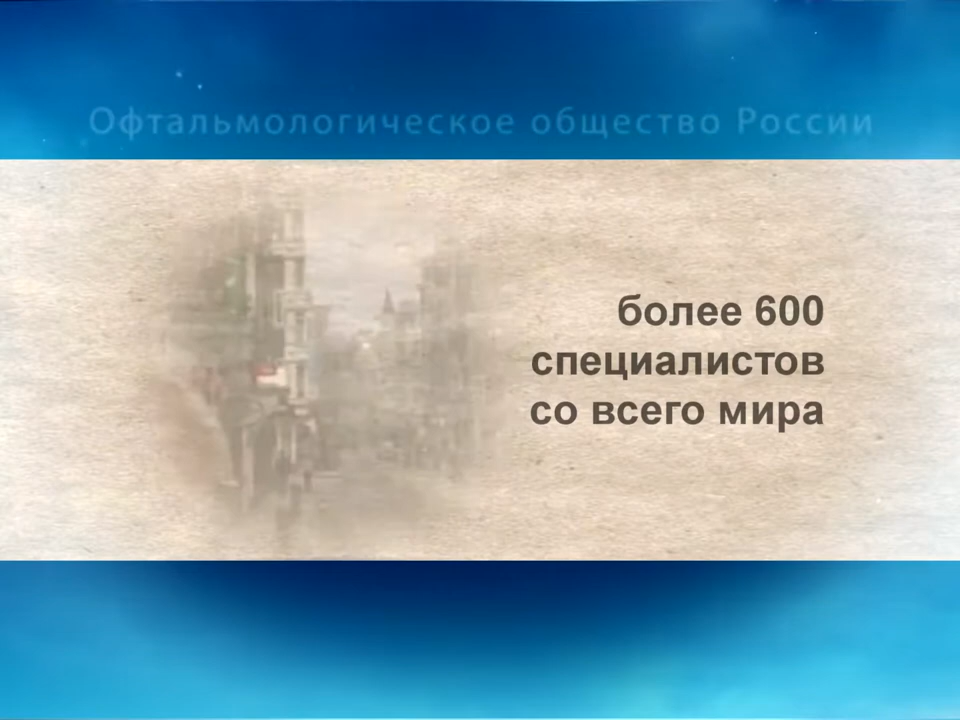 Офтальмологическое общество России
более 600
специалистов
со всего мира